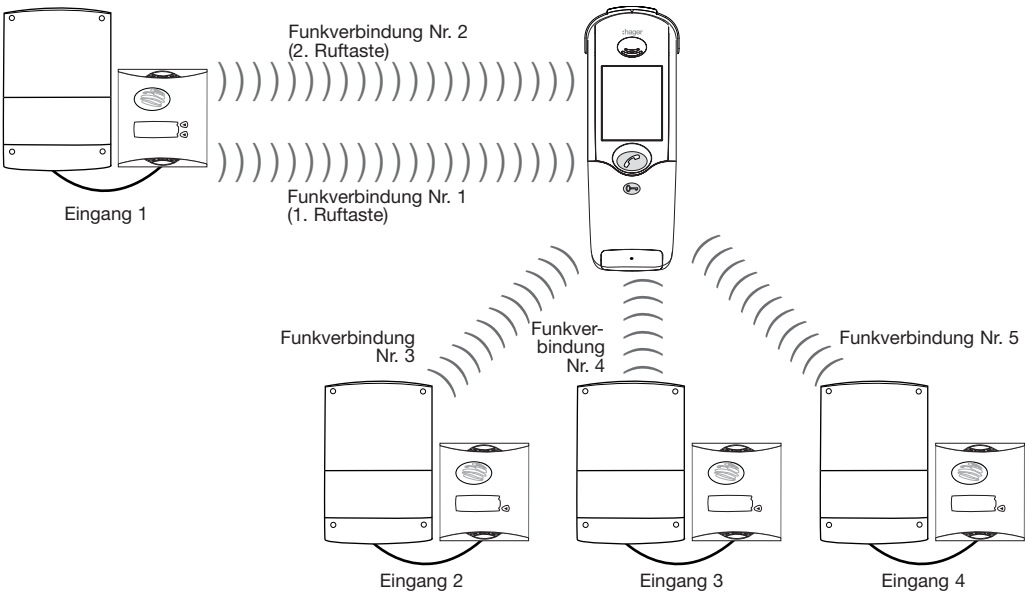 Funkverbindung Nr. 2
(2. Ruftaste)
:hager
Funkverbindung Nr. 1
(1. Ruftaste)
Eingang 1
Funkverbindung
Nr. 3
Funkver-
bindung
Nr. 4
Funkverbindung Nr. 5
Eingang 2
Eingang 3
Eingang 4